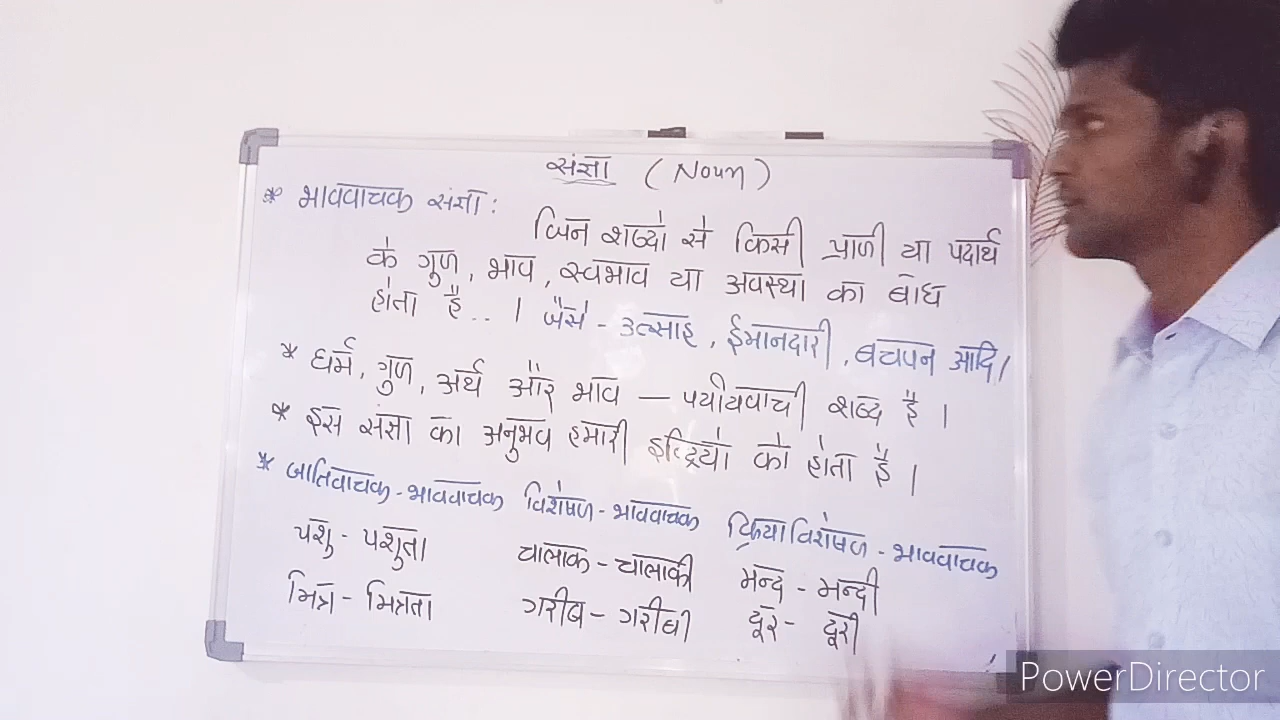 संज्ञा (Noun)
* भाववाचक संज्ञा :
जिन शब्दो से किसी प्राणी या पदार्थ
के गुण, भाव, स्वभाव या अवस्था का बोध
होता है .. । जैसे - उत्साह, ईमानदारी, बचपन आदि।
* धर्म, गुण, अर्थ और भाव — पर्यायवाची शब्द है ।
* इस संज्ञा का अनुभव हमारी इन्द्रियो को होता है ।
* जातिवाचक - भाववाचक विशेषण - भाववाचक क्रिया विशेषण - भाववाचक
पशु - पशुता चालाक - चालाकी मन्द - मन्दी
मित्र - मित्रता गरीब - गरीबी दूर - दूरी
PowerDirector